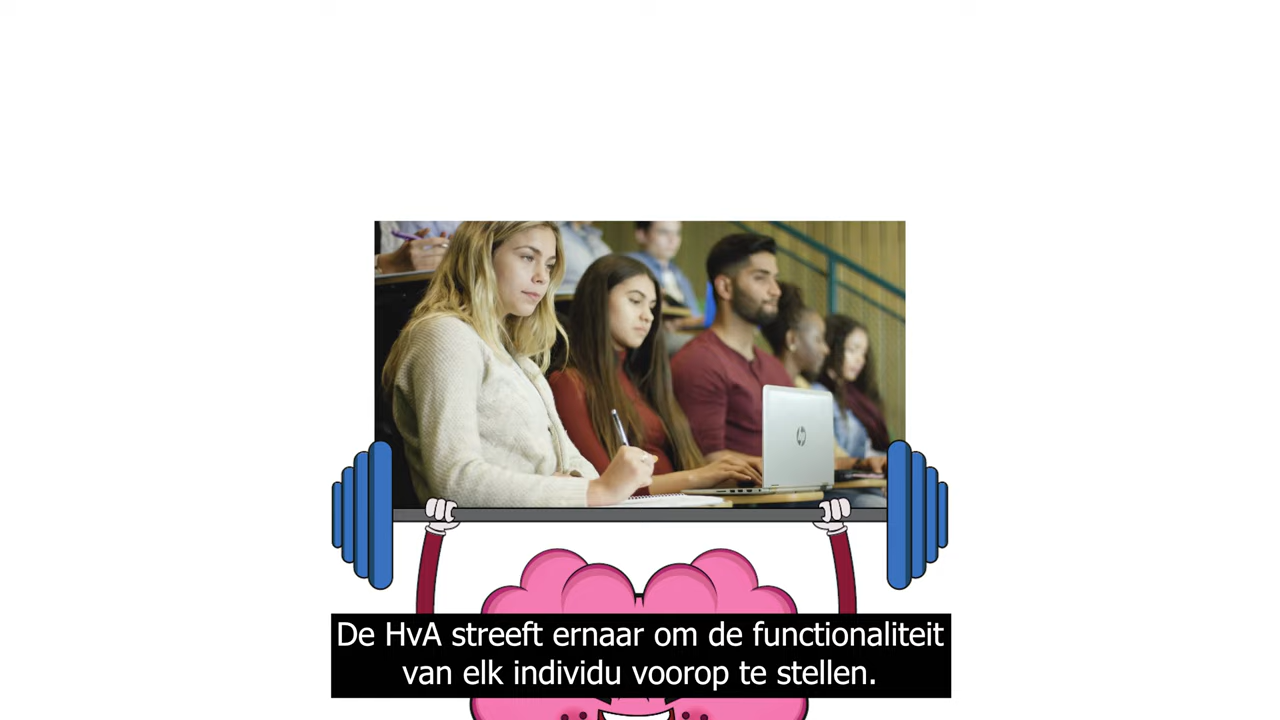 De HvA streeft ernaar om de functionaliteit
van elk individu voorop te stellen.